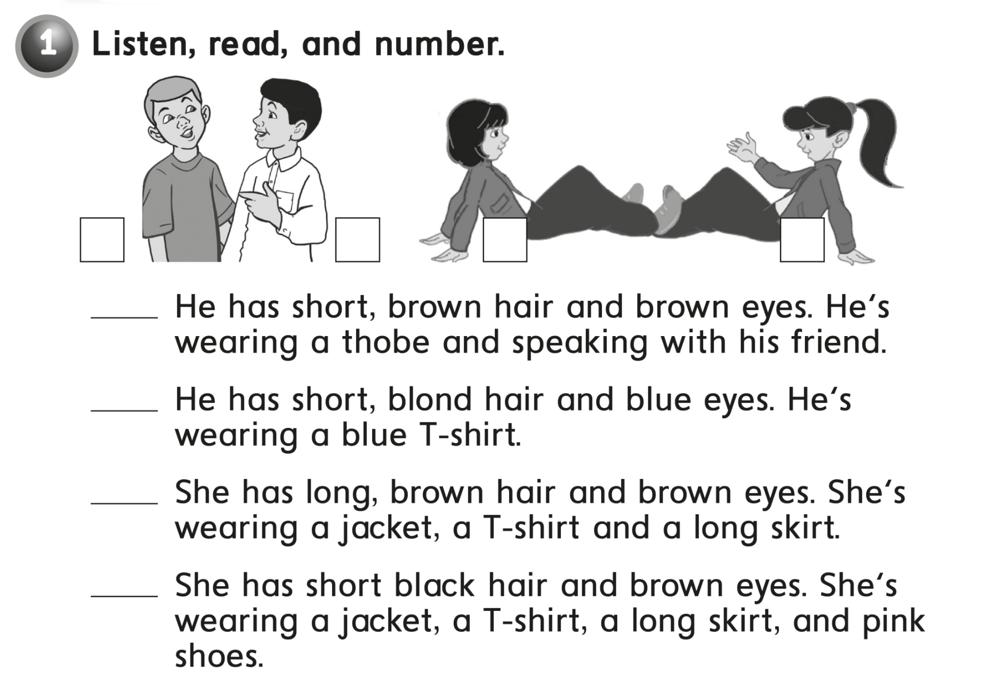 1 Listen, read, and number.
____ He has short, brown hair and brown eyes. He‘s
wearing a thobe and speaking with his friend.
____ He has short, blond hair and blue eyes. He‘s
wearing a blue T-shirt.
____ She has long, brown hair and brown eyes. She‘s
wearing a jacket, a T-shirt and a long skirt.
____ She has short black hair and brown eyes. She‘s
wearing a jacket, a T-shirt, a long skirt, and pink
shoes.